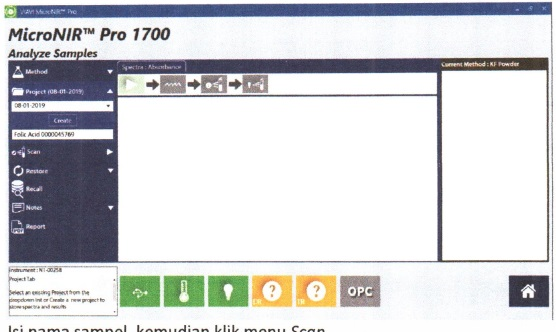 VIAVI MicroNIR™ Pro
MicroNIR™ Pro 1700
Analyze Samples
Method
Project (08-01-2019)
08-01-2019
Create
Folic Acid 0000045769
Scan
Restore
Recall
Notes
Report
Spectra : Absorbance
Current Method : KF Powder
Instrument : N1-00258
Project Tab
Select an existing Project from the
dropdown list or Create a new project to
store spectra and results
OPC
Isi nama sampel, kemudian klik menu Scan